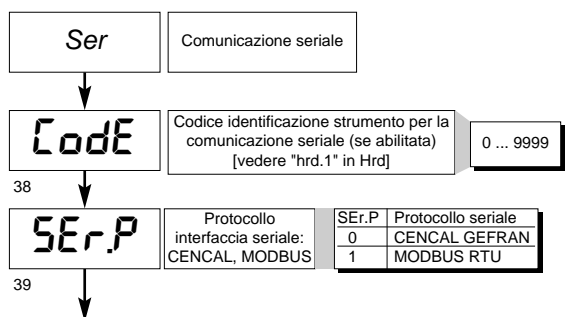 Ser
Comunicazione seriale
CodE
Codice identificazione strumento per la
comunicazione seriale (se abilitata)
[vedere "hrd.1" in Hrd]
0 ... 9999
38
SEr.P
Protocollo
interfaccia seriale:
CENCAL, MODBUS
SEr.P Protocollo seriale
0 CENCAL GEFRAN
1 MODBUS RTU
39